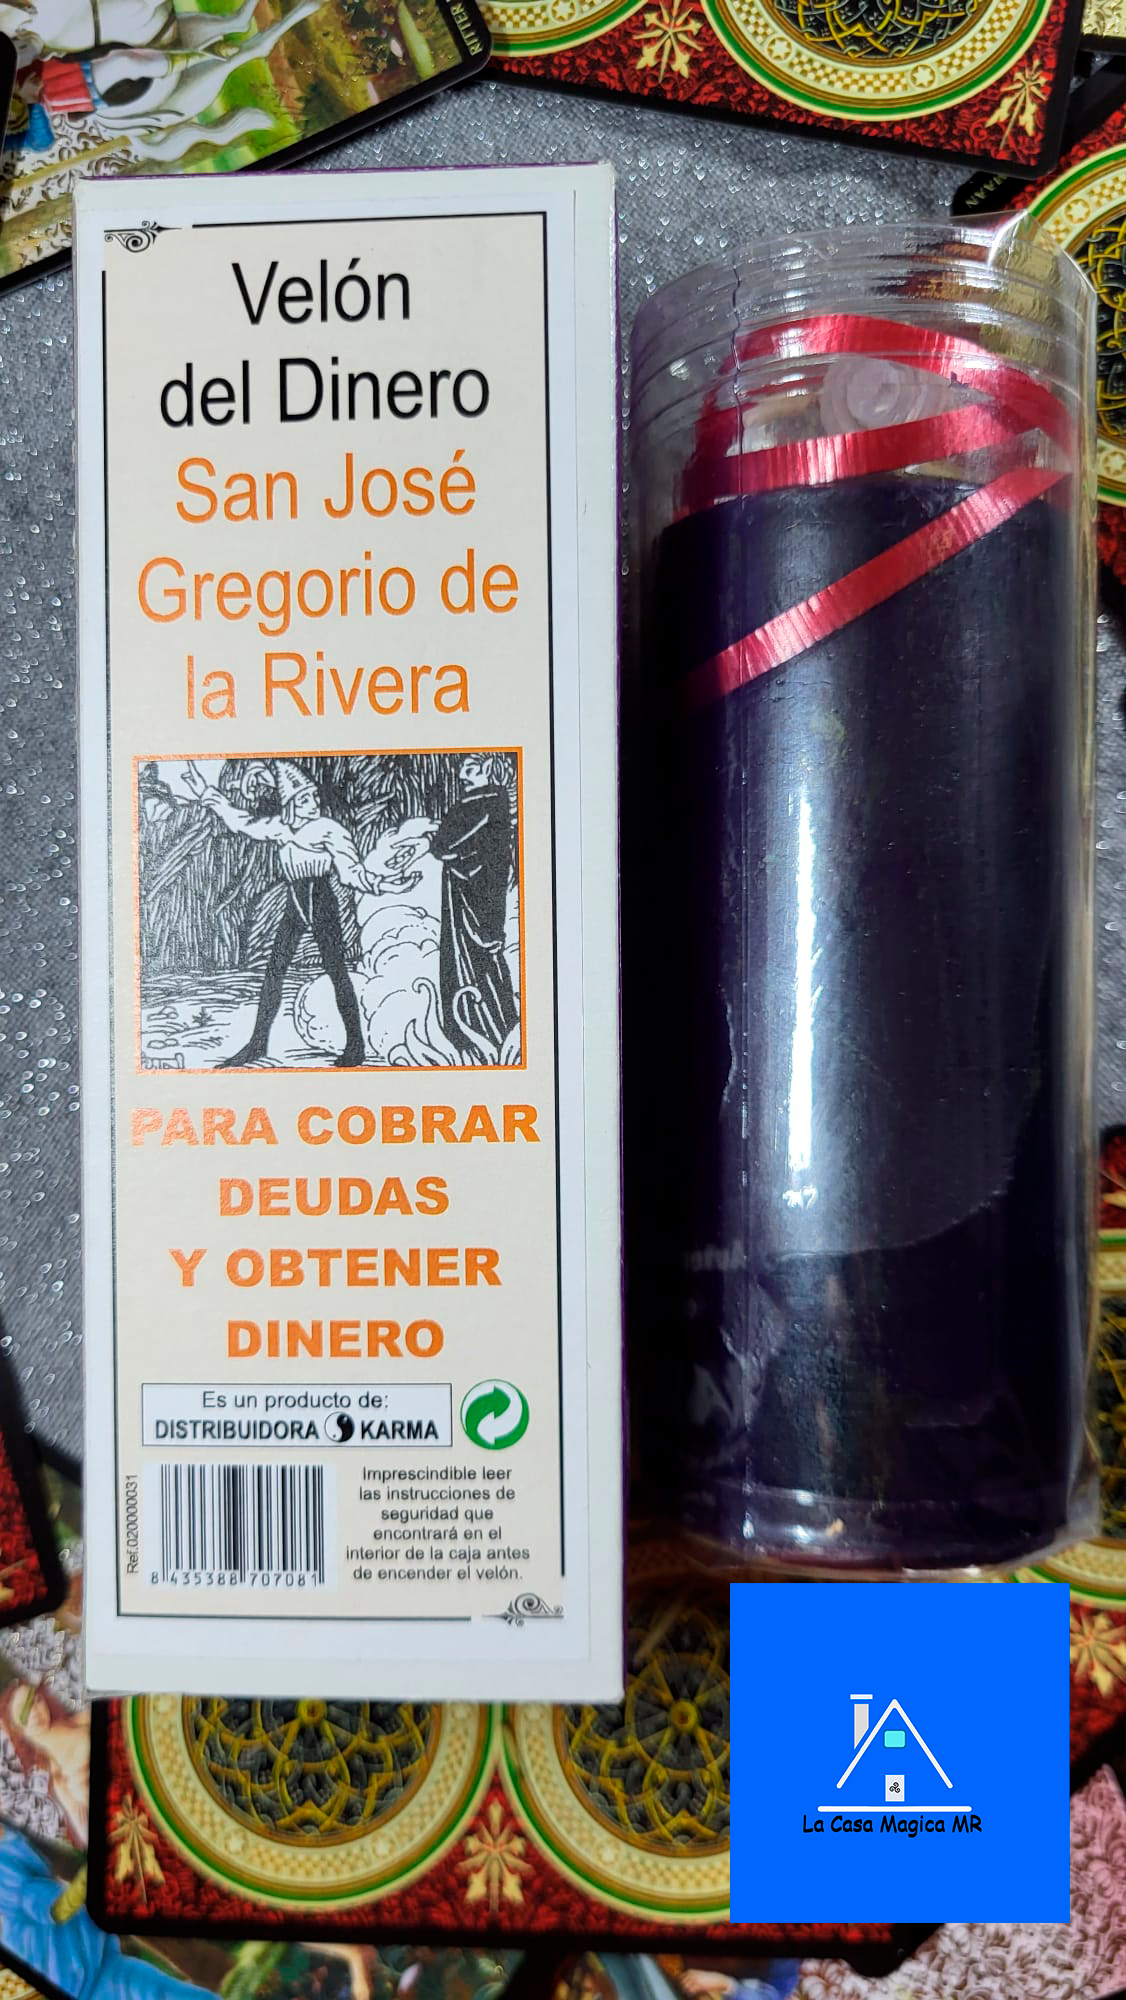 RITTER
Velón
del Dinero
San José
Gregorio de
la Rivera
PARA COBRAR
DEUDAS
Y OBTENER
DINERO
Es un producto de:
DISTRIBUIDORA KARMA
Ref.020000031
8 435388 707081
Imprescindible leer
las instrucciones de
seguridad que
encontrará en el
interior de la caja antes
de encender el velón.
La Casa Magica MR